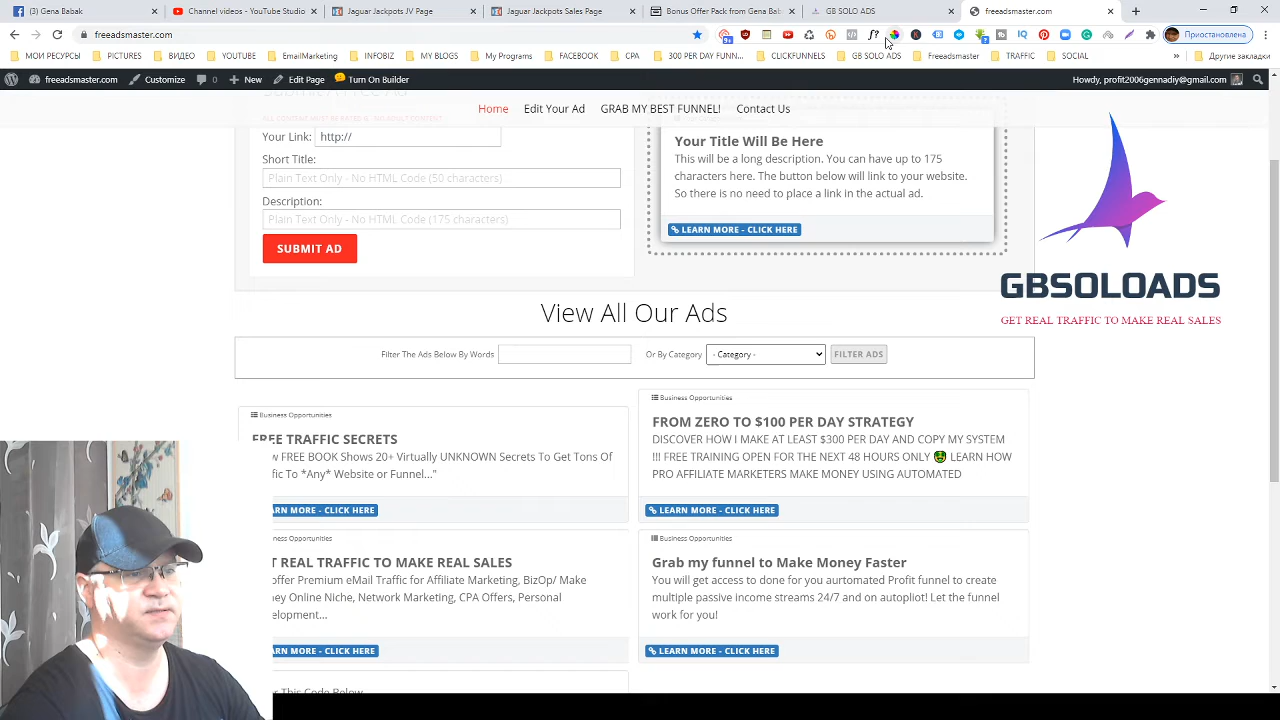 (3) Gena Babak
Channel videos - YouTube Studio
Jaguar Jackpots JV Page
Jaguar Jackpots Sales Page
Bonus Offer Pack from Gena Bab
GB SOLO ADS
freeadsmaster.com
freeadsmaster.com
Приостановлена
МОИ РЕСУРСЫ
PICTURES
ВИДЕО
YOUTUBE
EmailMarketing
INFOBIZ
My Programs
FACEBOOK
CPA
300 РЕАЛ FUNN...
CLICKFUNNELS
GB SOLO ADS
Freeadsmaster
TRAFFIC
SOCIAL
Другие закладки
Customize
0
New
Edit Page
Turn On Builder
Howdy, profit2006gennadiy@gmail.com
Home
Edit Your Ad
GRAB MY BEST FUNNEL!
Contact Us
Your Link:
http://
Short Title:
Plain Text Only - No HTML Code (50 characters)...
Description:
Plain Text Only - No HTML Code (175 characters)
SUBMIT AD
Your Title Will Be Here
This will be a long description. You can have up to 175
characters here. The button below will link to your website.
So there is no need to place a link in the actual ad.
LEARN MORE - CLICK HERE
GBSOLOADS
GET REAL TRAFFIC TO MAKE REAL SALES
View All Our Ads
Filter The Ads Below By Words
Or By Category
- Category -
FILTER ADS
Business Opportunities
FREE TRAFFIC SECRETS
w FREE BOOK Shows 20+ Virtually UNKNOWN Secrets To Get Tons Of
fic To *Any* Website or Funnel..."
ARN MORE - CLICK HERE
Business Opportunities
FROM ZERO TO $100 PER DAY STRATEGY
DISCOVER HOW I MAKE AT LEAST $300 PER DAY AND COPY MY SYSTEM
!!! FREE TRAINING OPEN FOR THE NEXT 48 HOURS ONLY 🤑 LEARN HOW
PRO AFFILIATE MARKETERS MAKE MONEY USING AUTOMATED
LEARN MORE - CLICK HERE
ness Opportunities
T REAL TRAFFIC TO MAKE REAL SALES
offer Premium eMail Traffic for Affiliate Marketing, BizOp/ Make
ney Online Niche, Network Marketing, CPA Offers, Personal
elopment...
ARN MORE - CLICK HERE
Business Opportunities
Grab my funnel to Make Money Faster
You will get access to done for you aurtomated Profit funnel to create
multiple passive income streams 24/7 and on autopliot! Let the funnel
work for you!
LEARN MORE - CLICK HERE
This Code Below